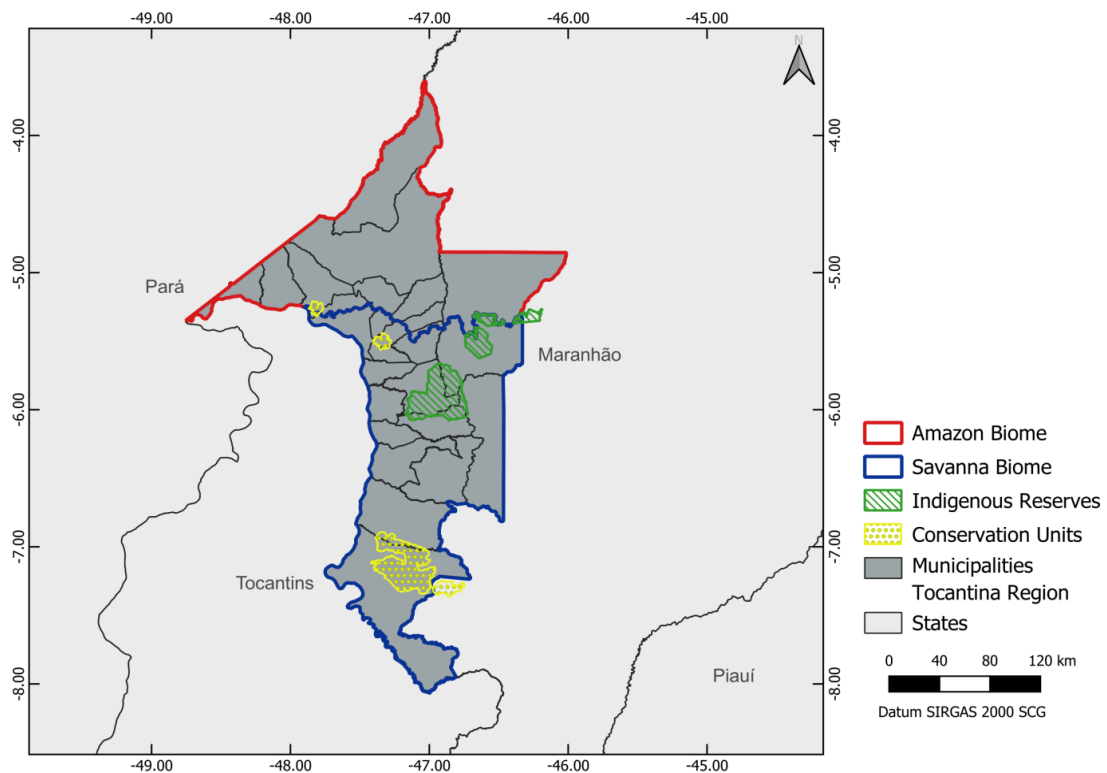 -49.00 -48.00 -47.00 -46.00 -45.00
N
-4.00 -4.00
-5.00 -5.00
Pará
Maranhão
-6.00 -6.00
Amazon Biome
Savanna Biome
Indigenous Reserves
Conservation Units
Municipalities
Tocantina Region
States
-7.00 -7.00
Tocantins
0 40 80 120 km
Piauí
-8.00 -8.00
Datum SIRGAS 2000 SCG
-49.00 -48.00 -47.00 -46.00 -45.00